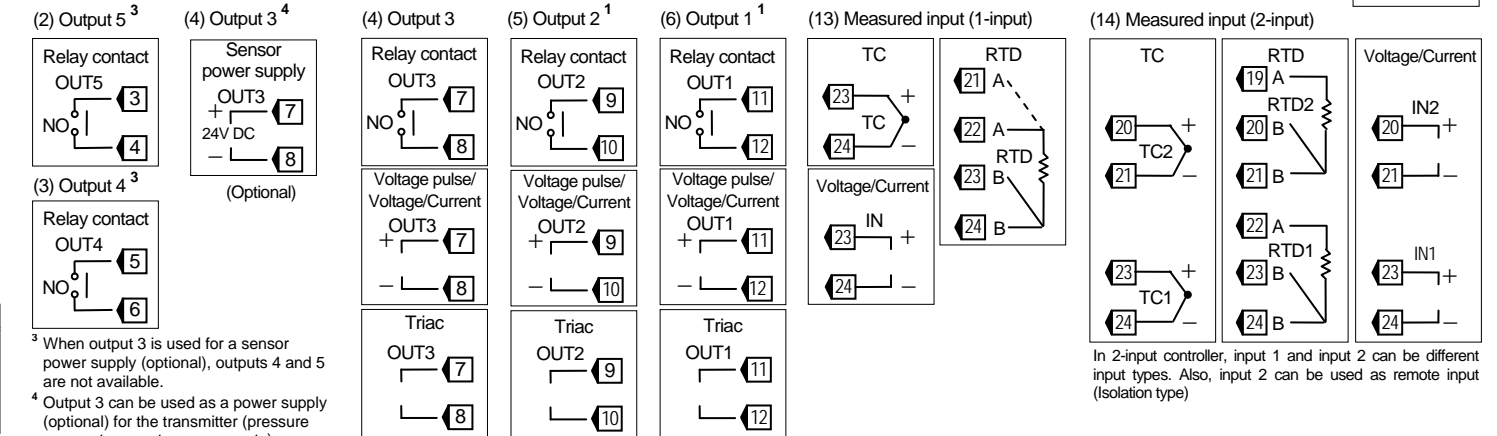 (2) Output 5 3
Relay contact
OUT5
3
NO
4
(3) Output 4 3
Relay contact
OUT4
5
NO
6
3 When output 3 is used for a sensor
power supply (optional), outputs 4 and 5
are not available.
4 Output 3 can be used as a power supply
(optional) for the transmitter (pressure
(4) Output 3 4
Sensor
power supply
OUT3
+ 7
24V DC
− 8
(Optional)
(4) Output 3
Relay contact
OUT3
7
NO
8
Voltage pulse/
Voltage/Current
OUT3
+ 7
− 8
Triac
OUT3
7
8
(5) Output 2 1
Relay contact
OUT2
9
NO
10
Voltage pulse/
Voltage/Current
OUT2
+ 9
− 10
Triac
OUT2
9
10
(6) Output 1 1
Relay contact
OUT1
11
NO
12
Voltage pulse/
Voltage/Current
OUT1
+ 11
− 12
Triac
OUT1
11
12
(13) Measured input (1-input)
TC
23 +
TC
24 −
Voltage/Current
IN
23 +
24 −
RTD
21 A
22 A
RTD
23 B
24 B
(14) Measured input (2-input)
TC
20 +
TC2
21 −
23 +
TC1
24 −
RTD
19 A
RTD2
20 B
21 B
22 A
RTD1
23 B
24 B
Voltage/Current
IN2
20 +
21 −
IN1
23 +
24 −
In 2-input controller, input 1 and input 2 can be different
input types. Also, input 2 can be used as remote input
(Isolation type)